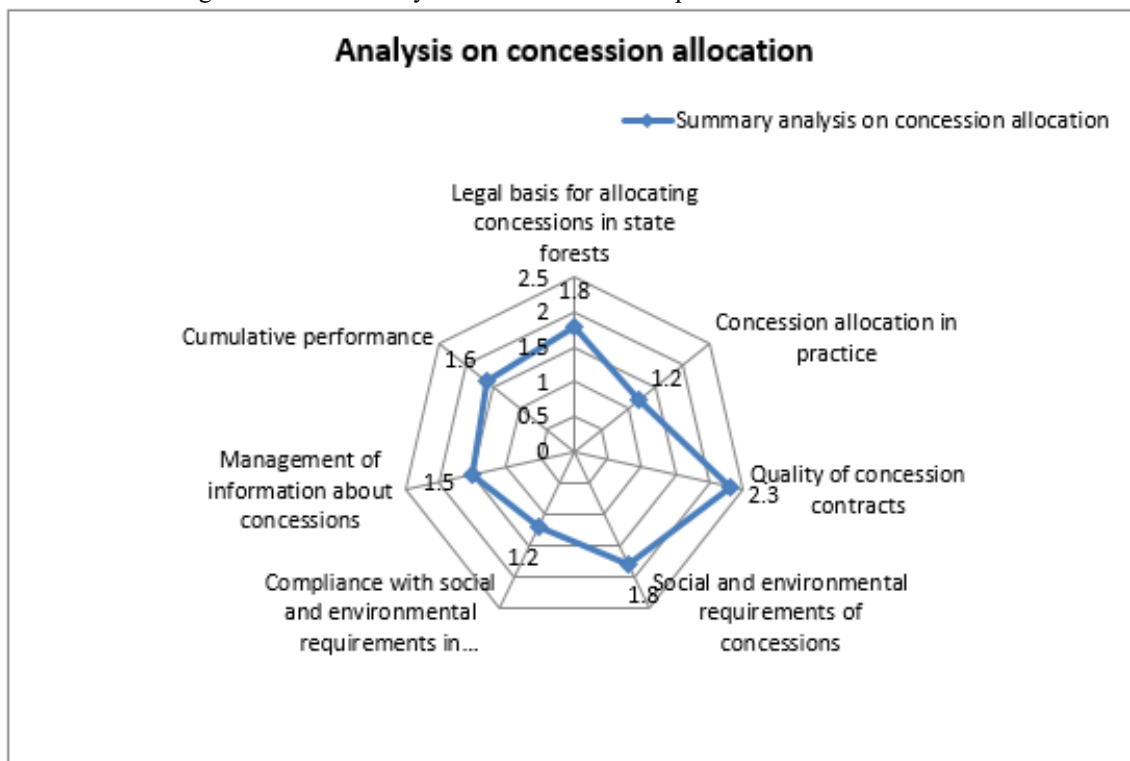 Analysis on concession allocation
Summary analysis on concession allocation
Legal basis for allocating
concessions in state
forests
2.5
1.8
2
1.5
1
0.5
0
Concession allocation in
practice
1.2
Quality of concession
contracts
2.3
Social and environmental
requirements of
concessions
1.8
Compliance with social
and environmental
requirements in...
1.2
Management of
information about
concessions
1.5
Cumulative performance
1.6